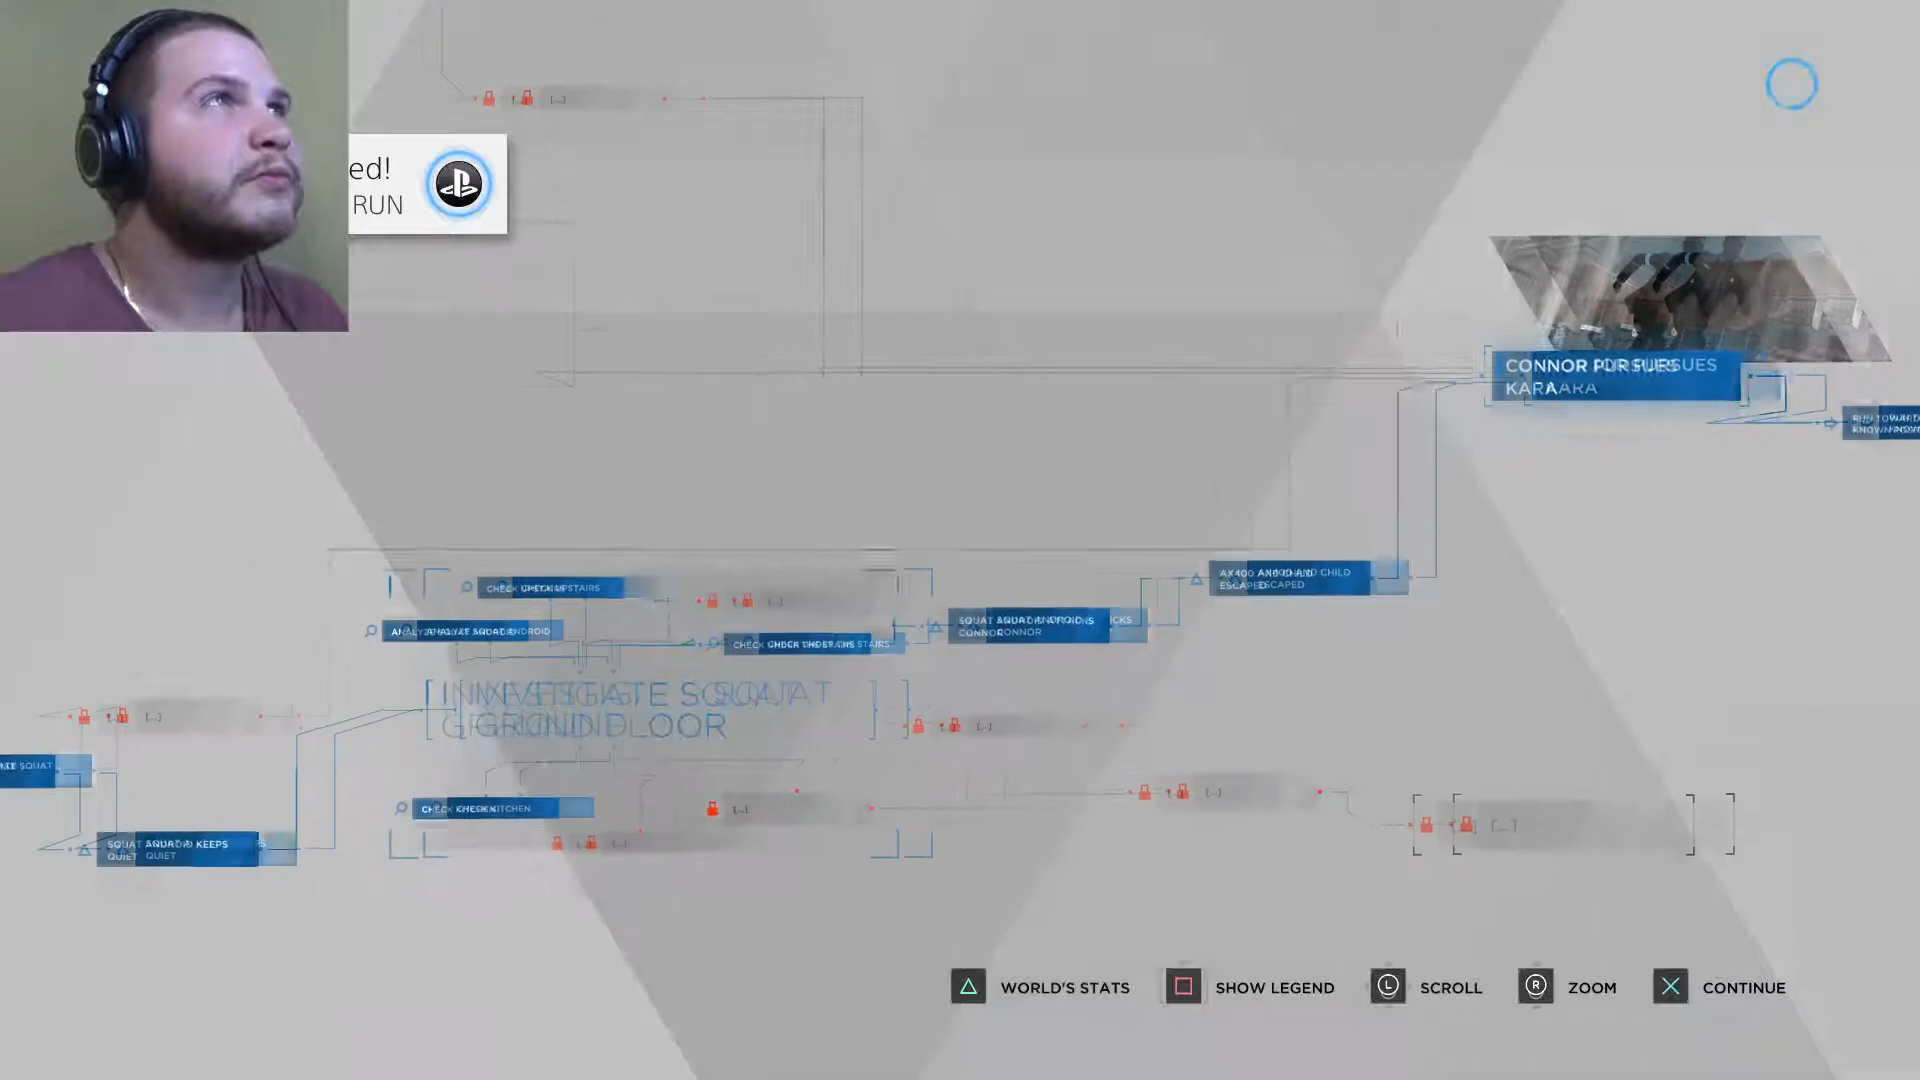 ed!
RUN
CONNOR PURSUES
KARA
CHECK UPSTAIRS
ANALYZE SQUAT ANDROID
CHECK UNDER THE STAIRS
SQUAT ANDROID ATTACKS
CONNOR
AX400 AND CHILD
ESCAPED
INVESTIGATE SQUAT
GROUND FLOOR
SQUAT
SQUAT ANDROID KEEPS
QUIET
CHECK KITCHEN
[...]
WORLD'S STATS
SHOW LEGEND
L
SCROLL
R
ZOOM
CONTINUE